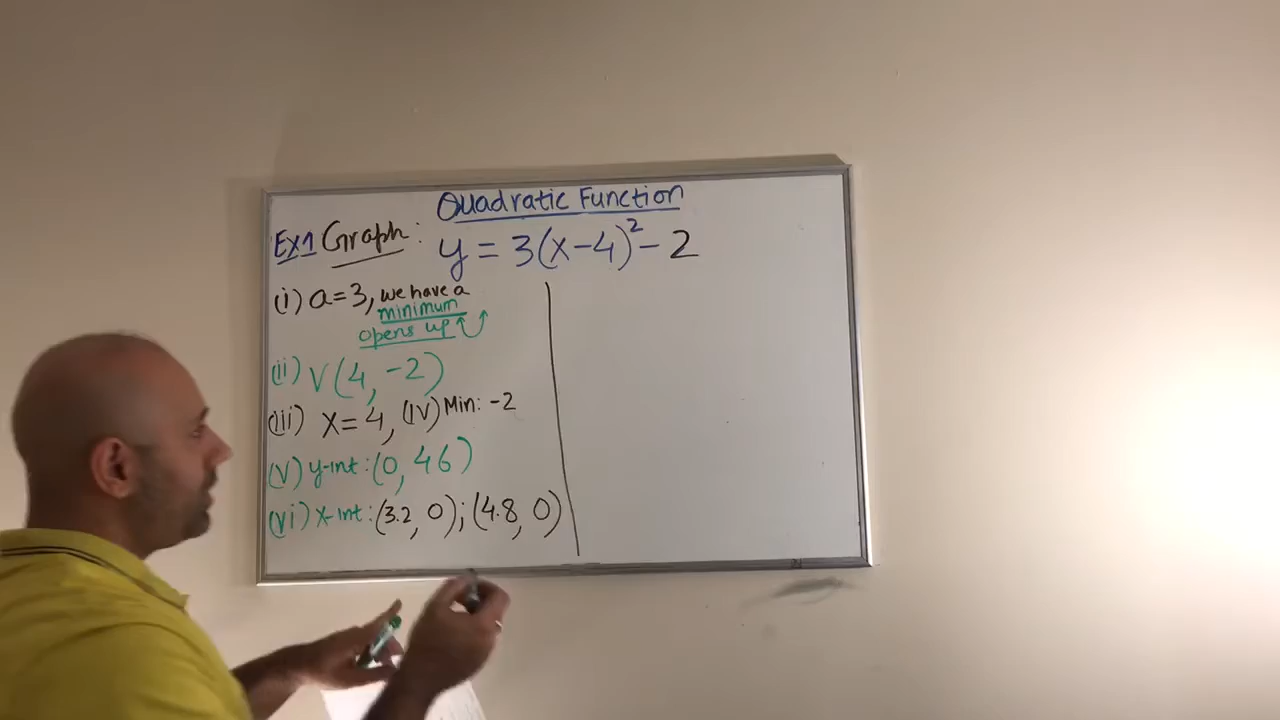 Quadratic Function
Ex1 Graph: y = 3(x-4)² - 2
(i) a=3, we have a
minimum
opens up
(ii) V(4, -2)
(iii) x=4, (IV) Min: -2
(V) y-int: (0, 46)
(vi) x-int: (3.2, 0); (4.8, 0)